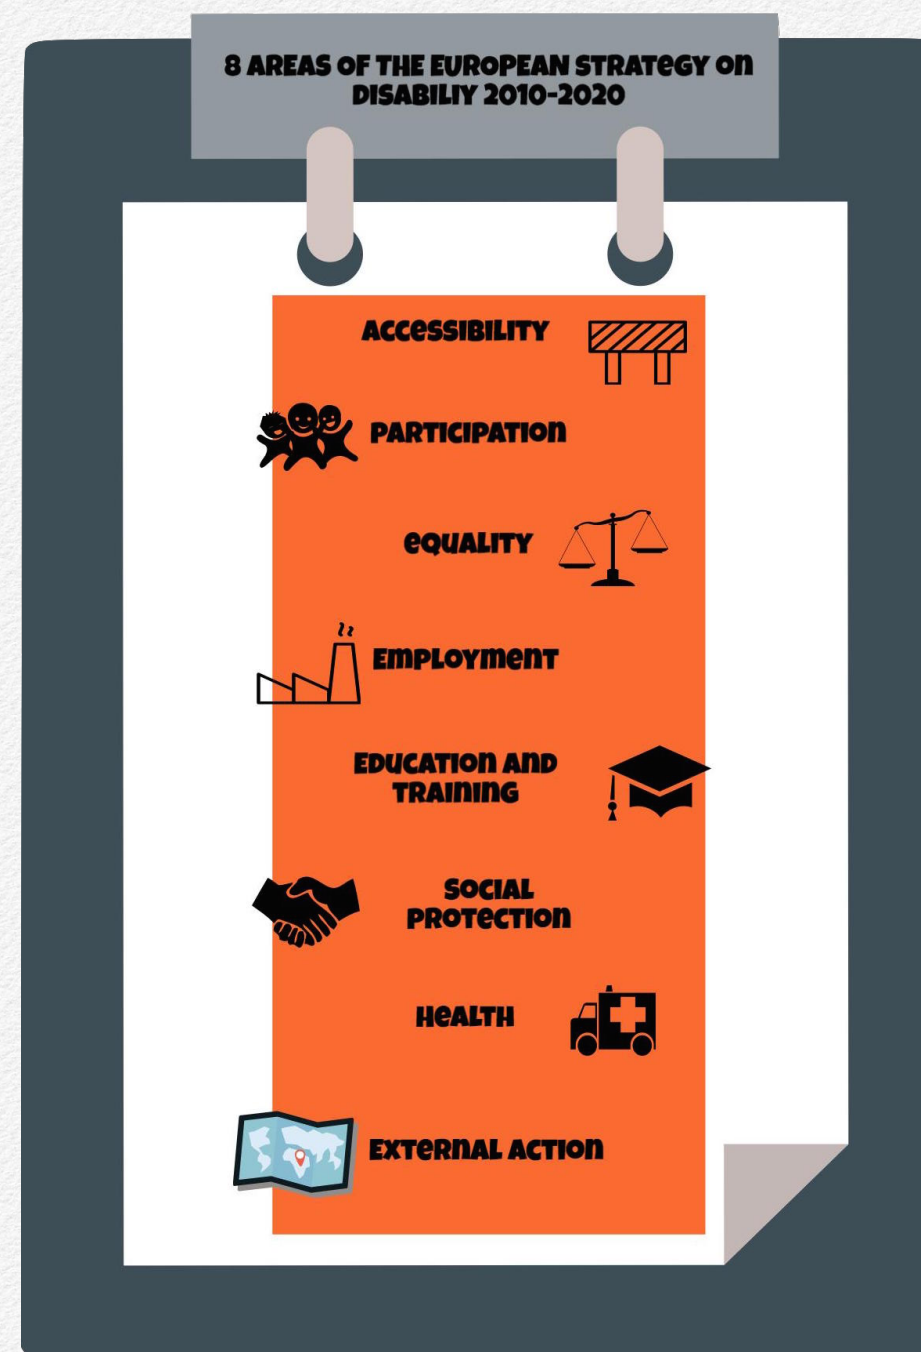 8 AREAS OF THE EUROPEAN STRATEGY ON
DISABILIY 2010-2020
ACCESSIBILITY
PARTICIPATION
EQUALITY
EMPLOYMENT
EDUCATION AND
TRAINING
SOCIAL
PROTECTION
HEALTH
EXTERNAL ACTION